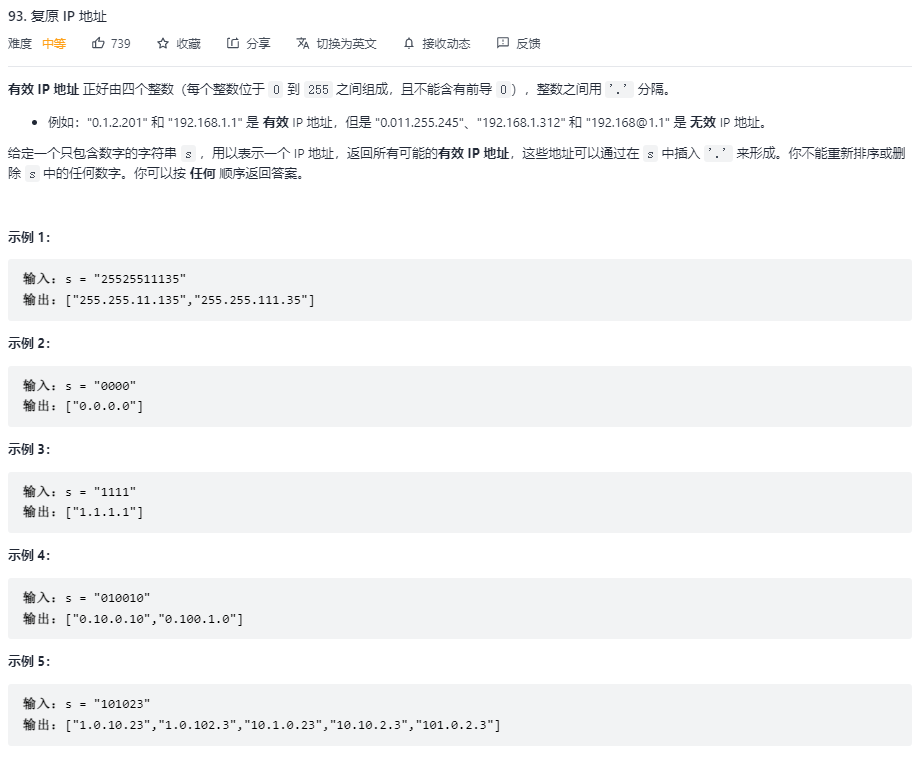 93. 复原 IP 地址
难度 中等 739 收藏 分享 切换为英文 接收动态 反馈
有效 IP 地址 正好由四个整数（每个整数位于 0 到 255 之间组成，且不能含有前导 0），整数之间用 '.' 分隔。
• 例如："0.1.2.201" 和 "192.168.1.1" 是 有效 IP 地址，但是 "0.011.255.245"、"192.168.1.312" 和 "192.168@1.1" 是 无效 IP 地址。
给定一个只包含数字的字符串 s ，用以表示一个 IP 地址，返回所有可能的有效 IP 地址，这些地址可以通过在 s 中插入 '.' 来形成。你不能重新排序或删
除 s 中的任何数字。你可以按 任何 顺序返回答案。
示例 1：
输入：s = "25525511135"
输出：["255.255.11.135","255.255.111.35"]
示例 2：
输入：s = "0000"
输出：["0.0.0.0"]
示例 3：
输入：s = "1111"
输出：["1.1.1.1"]
示例 4：
输入：s = "010010"
输出：["0.10.0.10","0.100.1.0"]
示例 5：
输入：s = "101023"
输出：["1.0.10.23","1.0.102.3","10.1.0.23","10.10.2.3","101.0.2.3"]